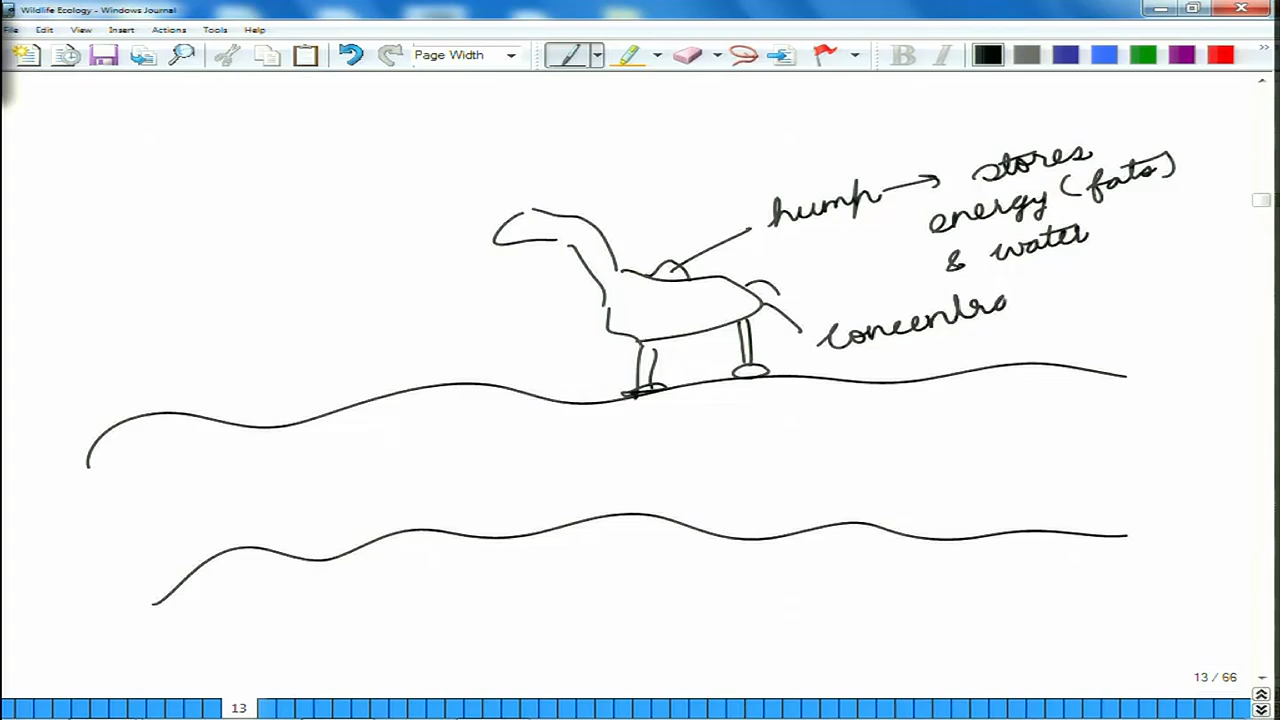 Wildlife Ecology - Windows Journal
File Edit View Insert Actions Tools Help
Page Width
B I
hump → stores
energy (fats)
& water
concentra
13 / 66
13